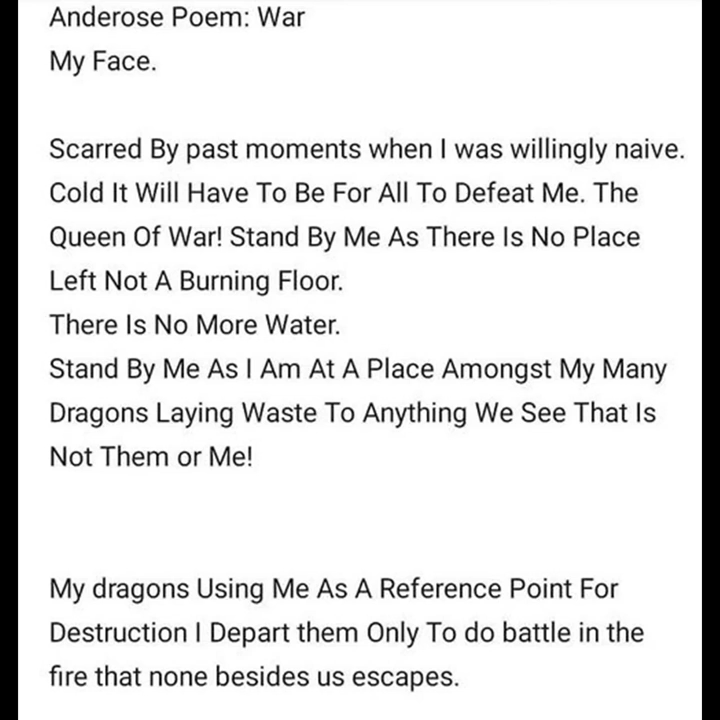 Anderose Poem: War
My Face.
Scarred By past moments when I was willingly naive.
Cold It Will Have To Be For All To Defeat Me. The
Queen Of War! Stand By Me As There Is No Place
Left Not A Burning Floor.
There Is No More Water.
Stand By Me As I Am At A Place Amongst My Many
Dragons Laying Waste To Anything We See That Is
Not Them or Me!
My dragons Using Me As A Reference Point For
Destruction I Depart them Only To do battle in the
fire that none besides us escapes.